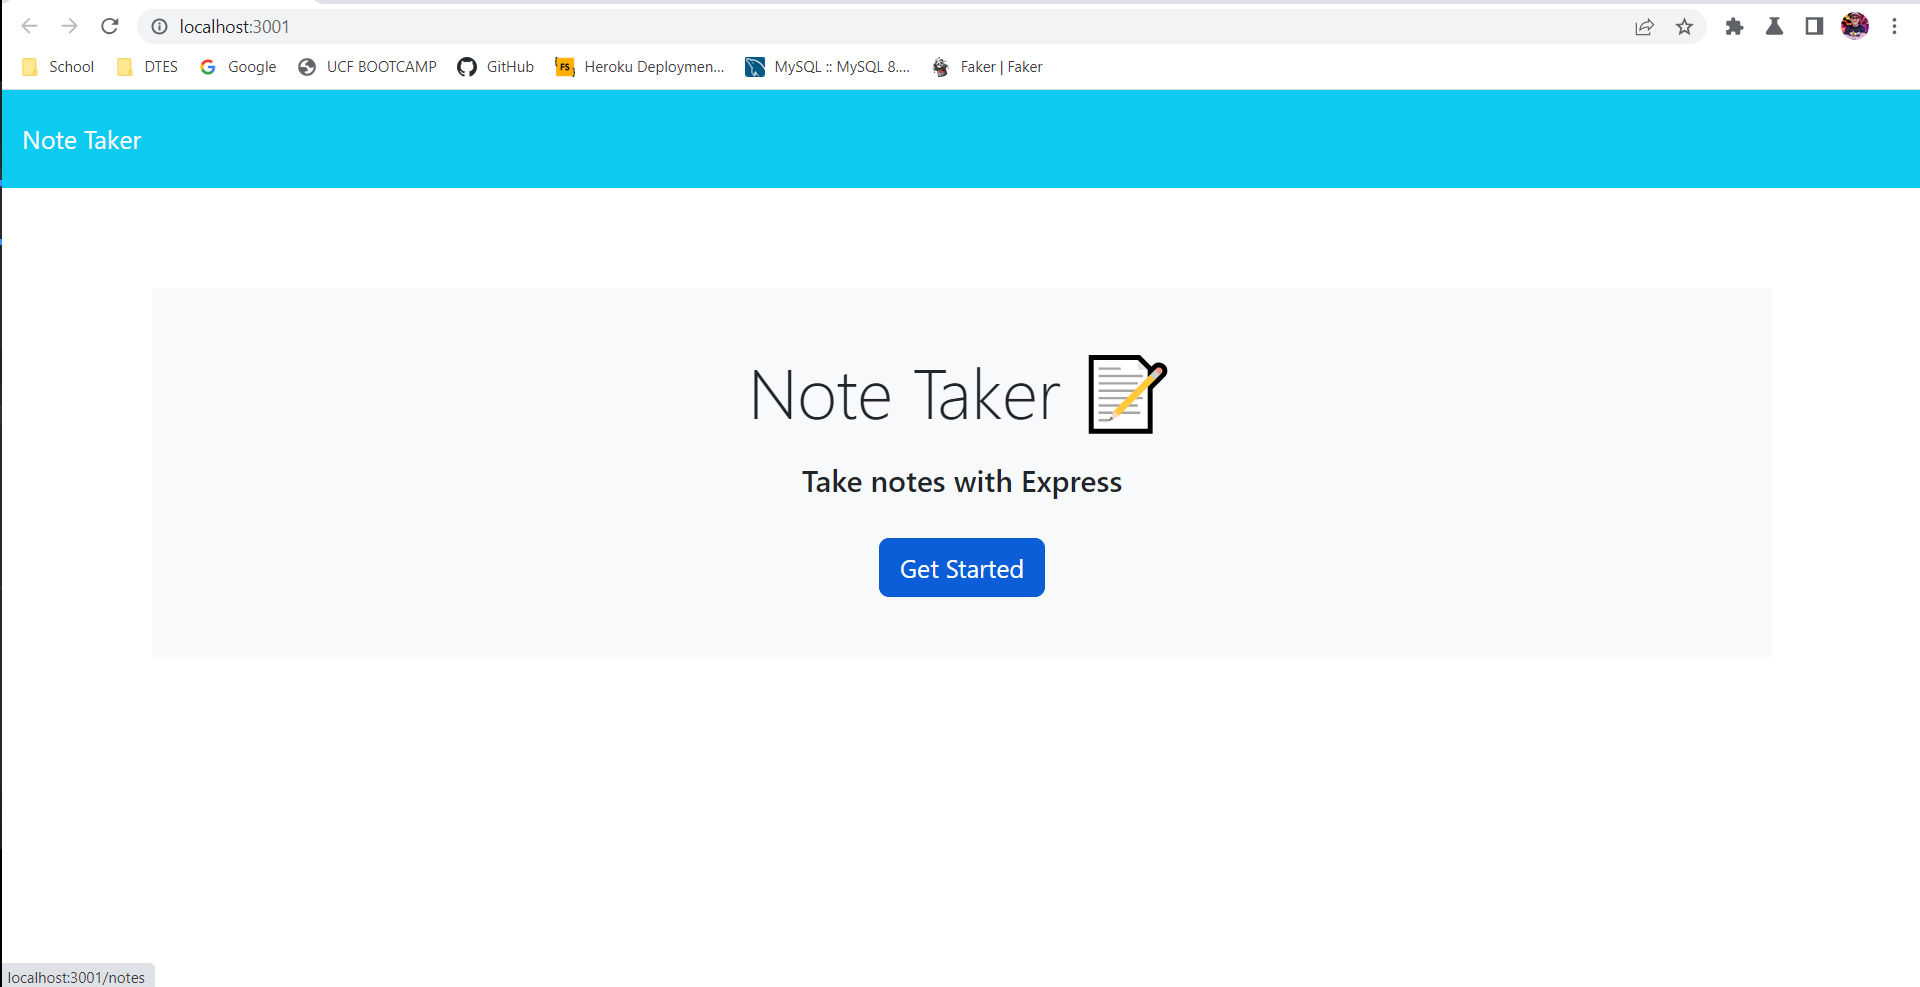 localhost:3001
School DTES Google UCF BOOTCAMP GitHub FS Heroku Deploymen... MySQL :: MySQL 8.... Faker | Faker
Note Taker
Note Taker
Take notes with Express
Get Started
localhost:3001/notes